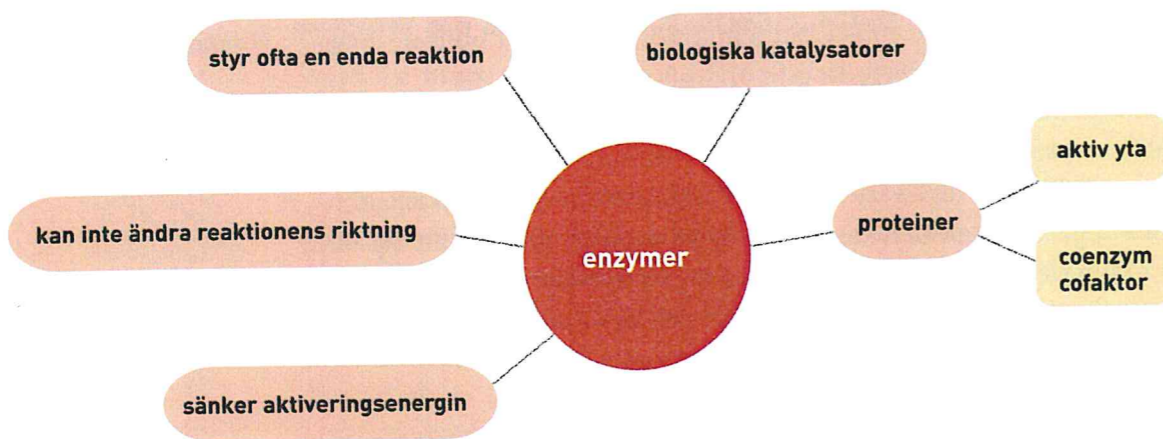 styr ofta en enda reaktion
biologiska katalysatorer
aktiv yta
kan inte ändra reaktionens riktning
enzymer
proteiner
coenzym
cofaktor
sänker aktiveringsenergin